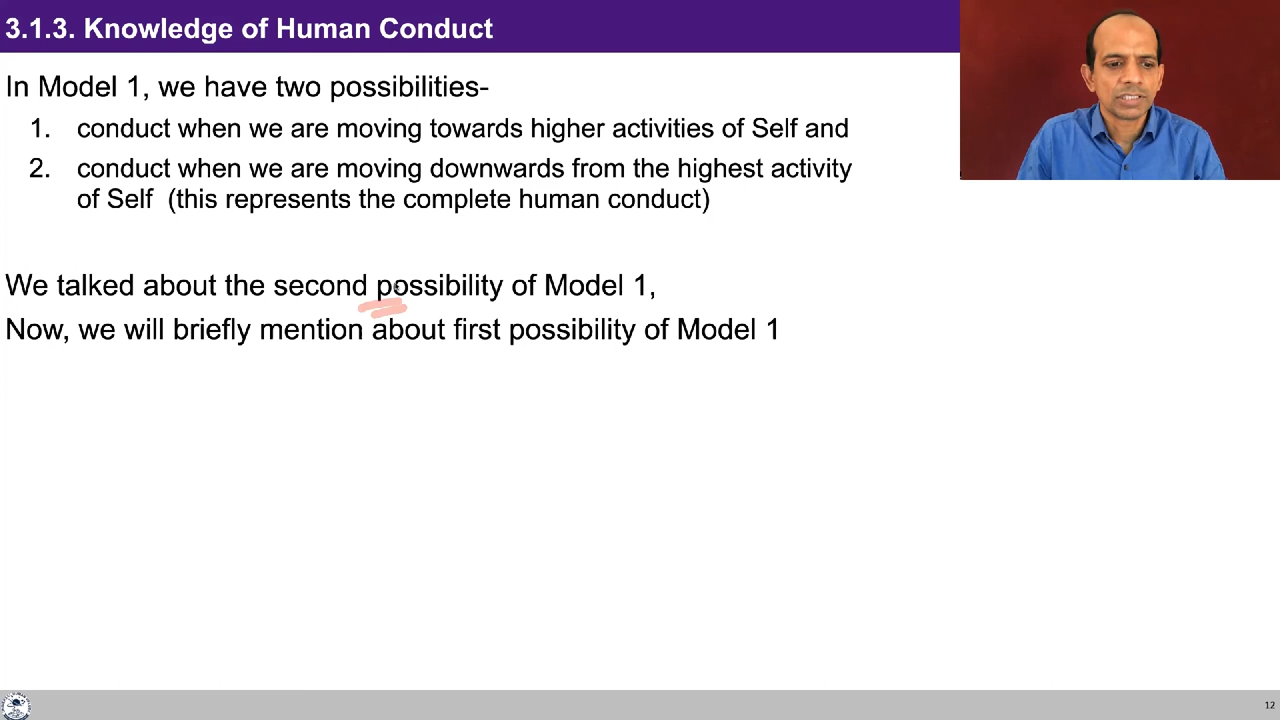 3.1.3. Knowledge of Human Conduct
In Model 1, we have two possibilities-
1. conduct when we are moving towards higher activities of Self and
2. conduct when we are moving downwards from the highest activity
of Self (this represents the complete human conduct)
We talked about the second possibility of Model 1,
Now, we will briefly mention about first possibility of Model 1
12